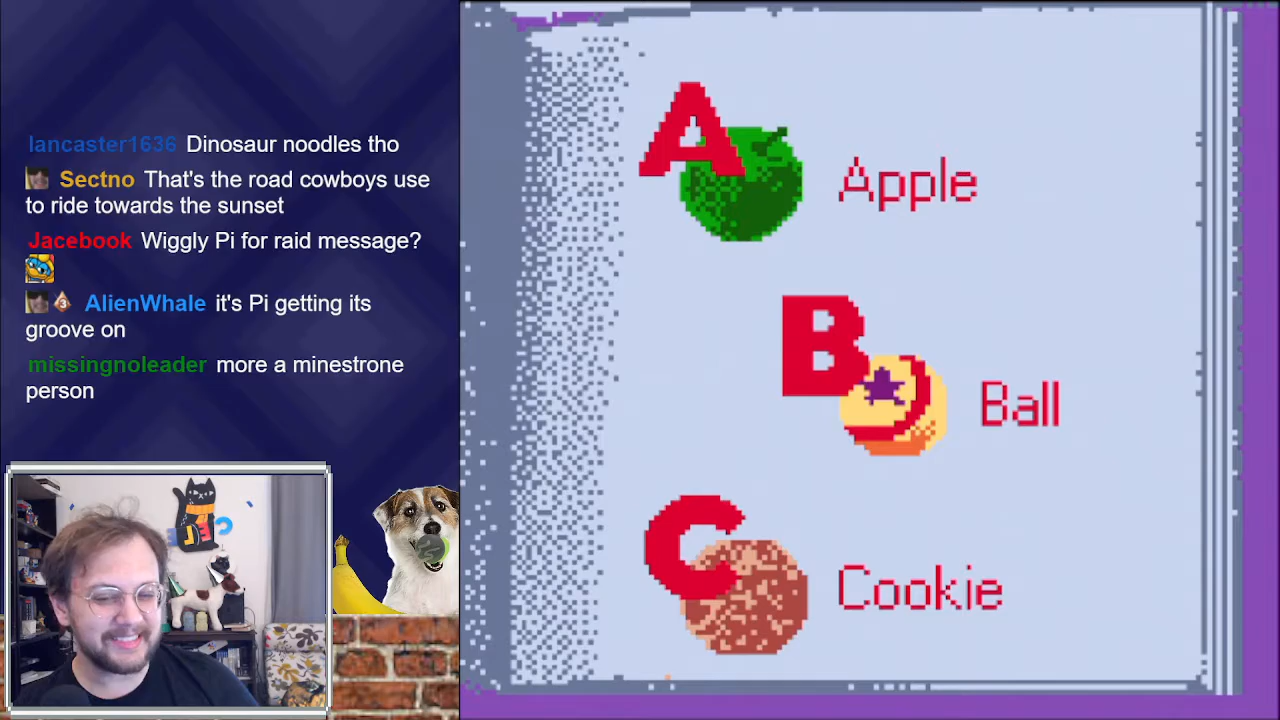 lancaster1636 Dinosaur noodles tho
Sectno That's the road cowboys use
to ride towards the sunset
Jacebook Wiggly Pi for raid message?
3 AlienWhale it's Pi getting its
groove on
missingnoleader more a minestrone
person
A Apple
B Ball
C Cookie